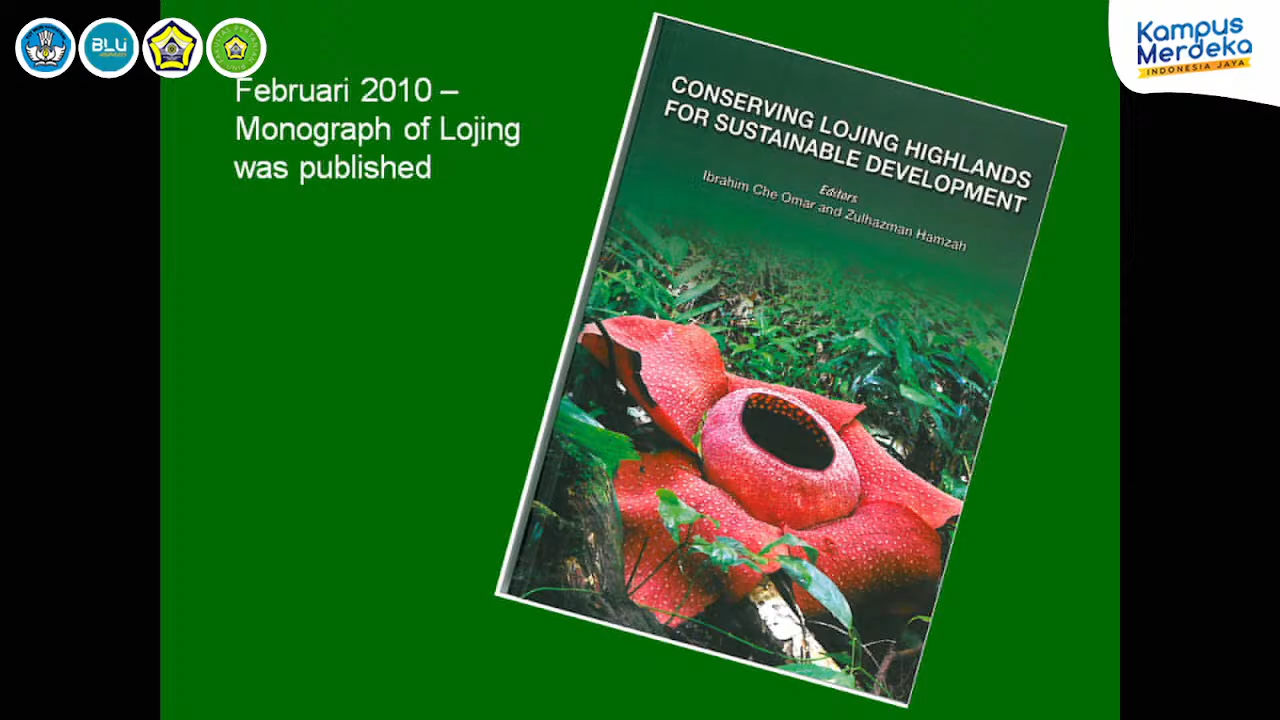 BLU
Kampus
Merdeka
INDONESIA JAYA
Februari 2010 –
Monograph of Lojing
was published
CONSERVING LOJING HIGHLANDS
FOR SUSTAINABLE DEVELOPMENT
Editors
Ibrahim Che Omar and Zulhazman Hamzah